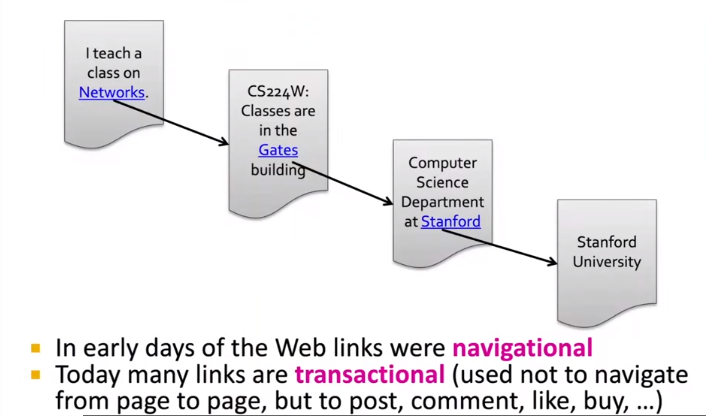 I teach a
class on
Networks.
CS224W:
Classes are
in the
Gates
building
Computer
Science
Department
at Stanford
Stanford
University
In early days of the Web links were navigational
Today many links are transactional (used not to navigate
from page to page, but to post, comment, like, buy, ...)